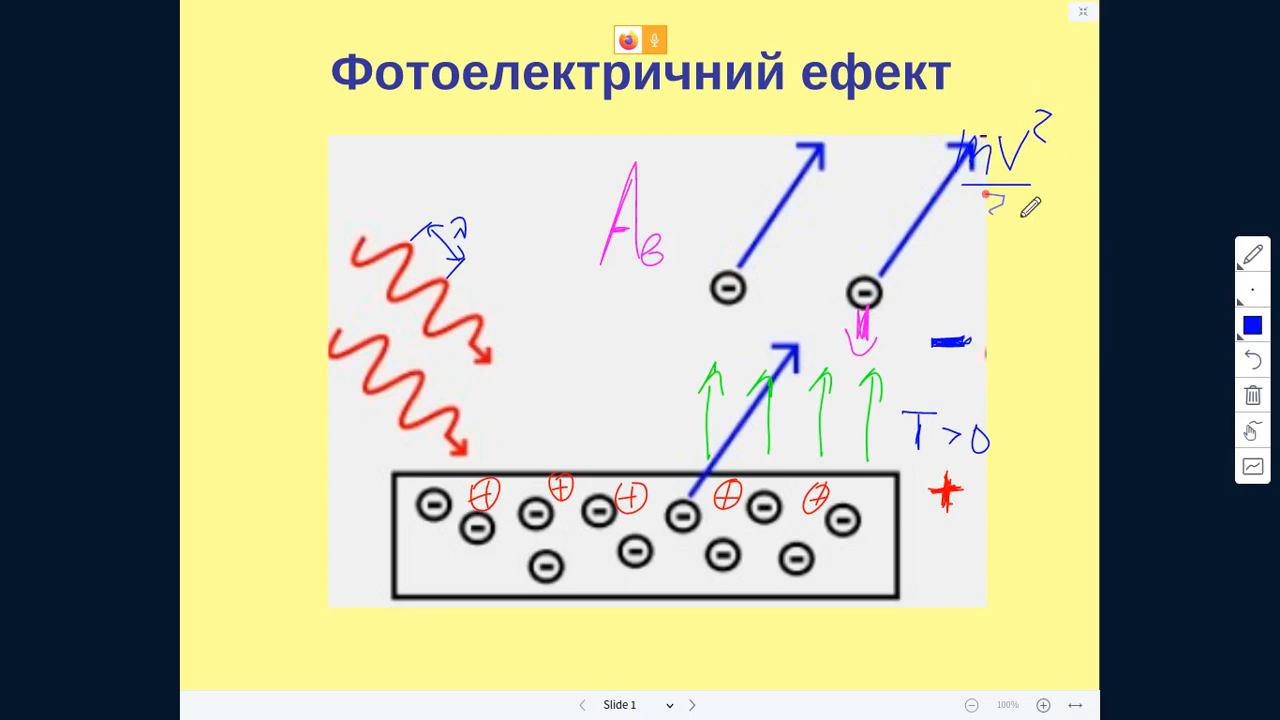 Фотоелектричний ефект
mv²
2
λ
Aв
T > 0
Slide 1
100%